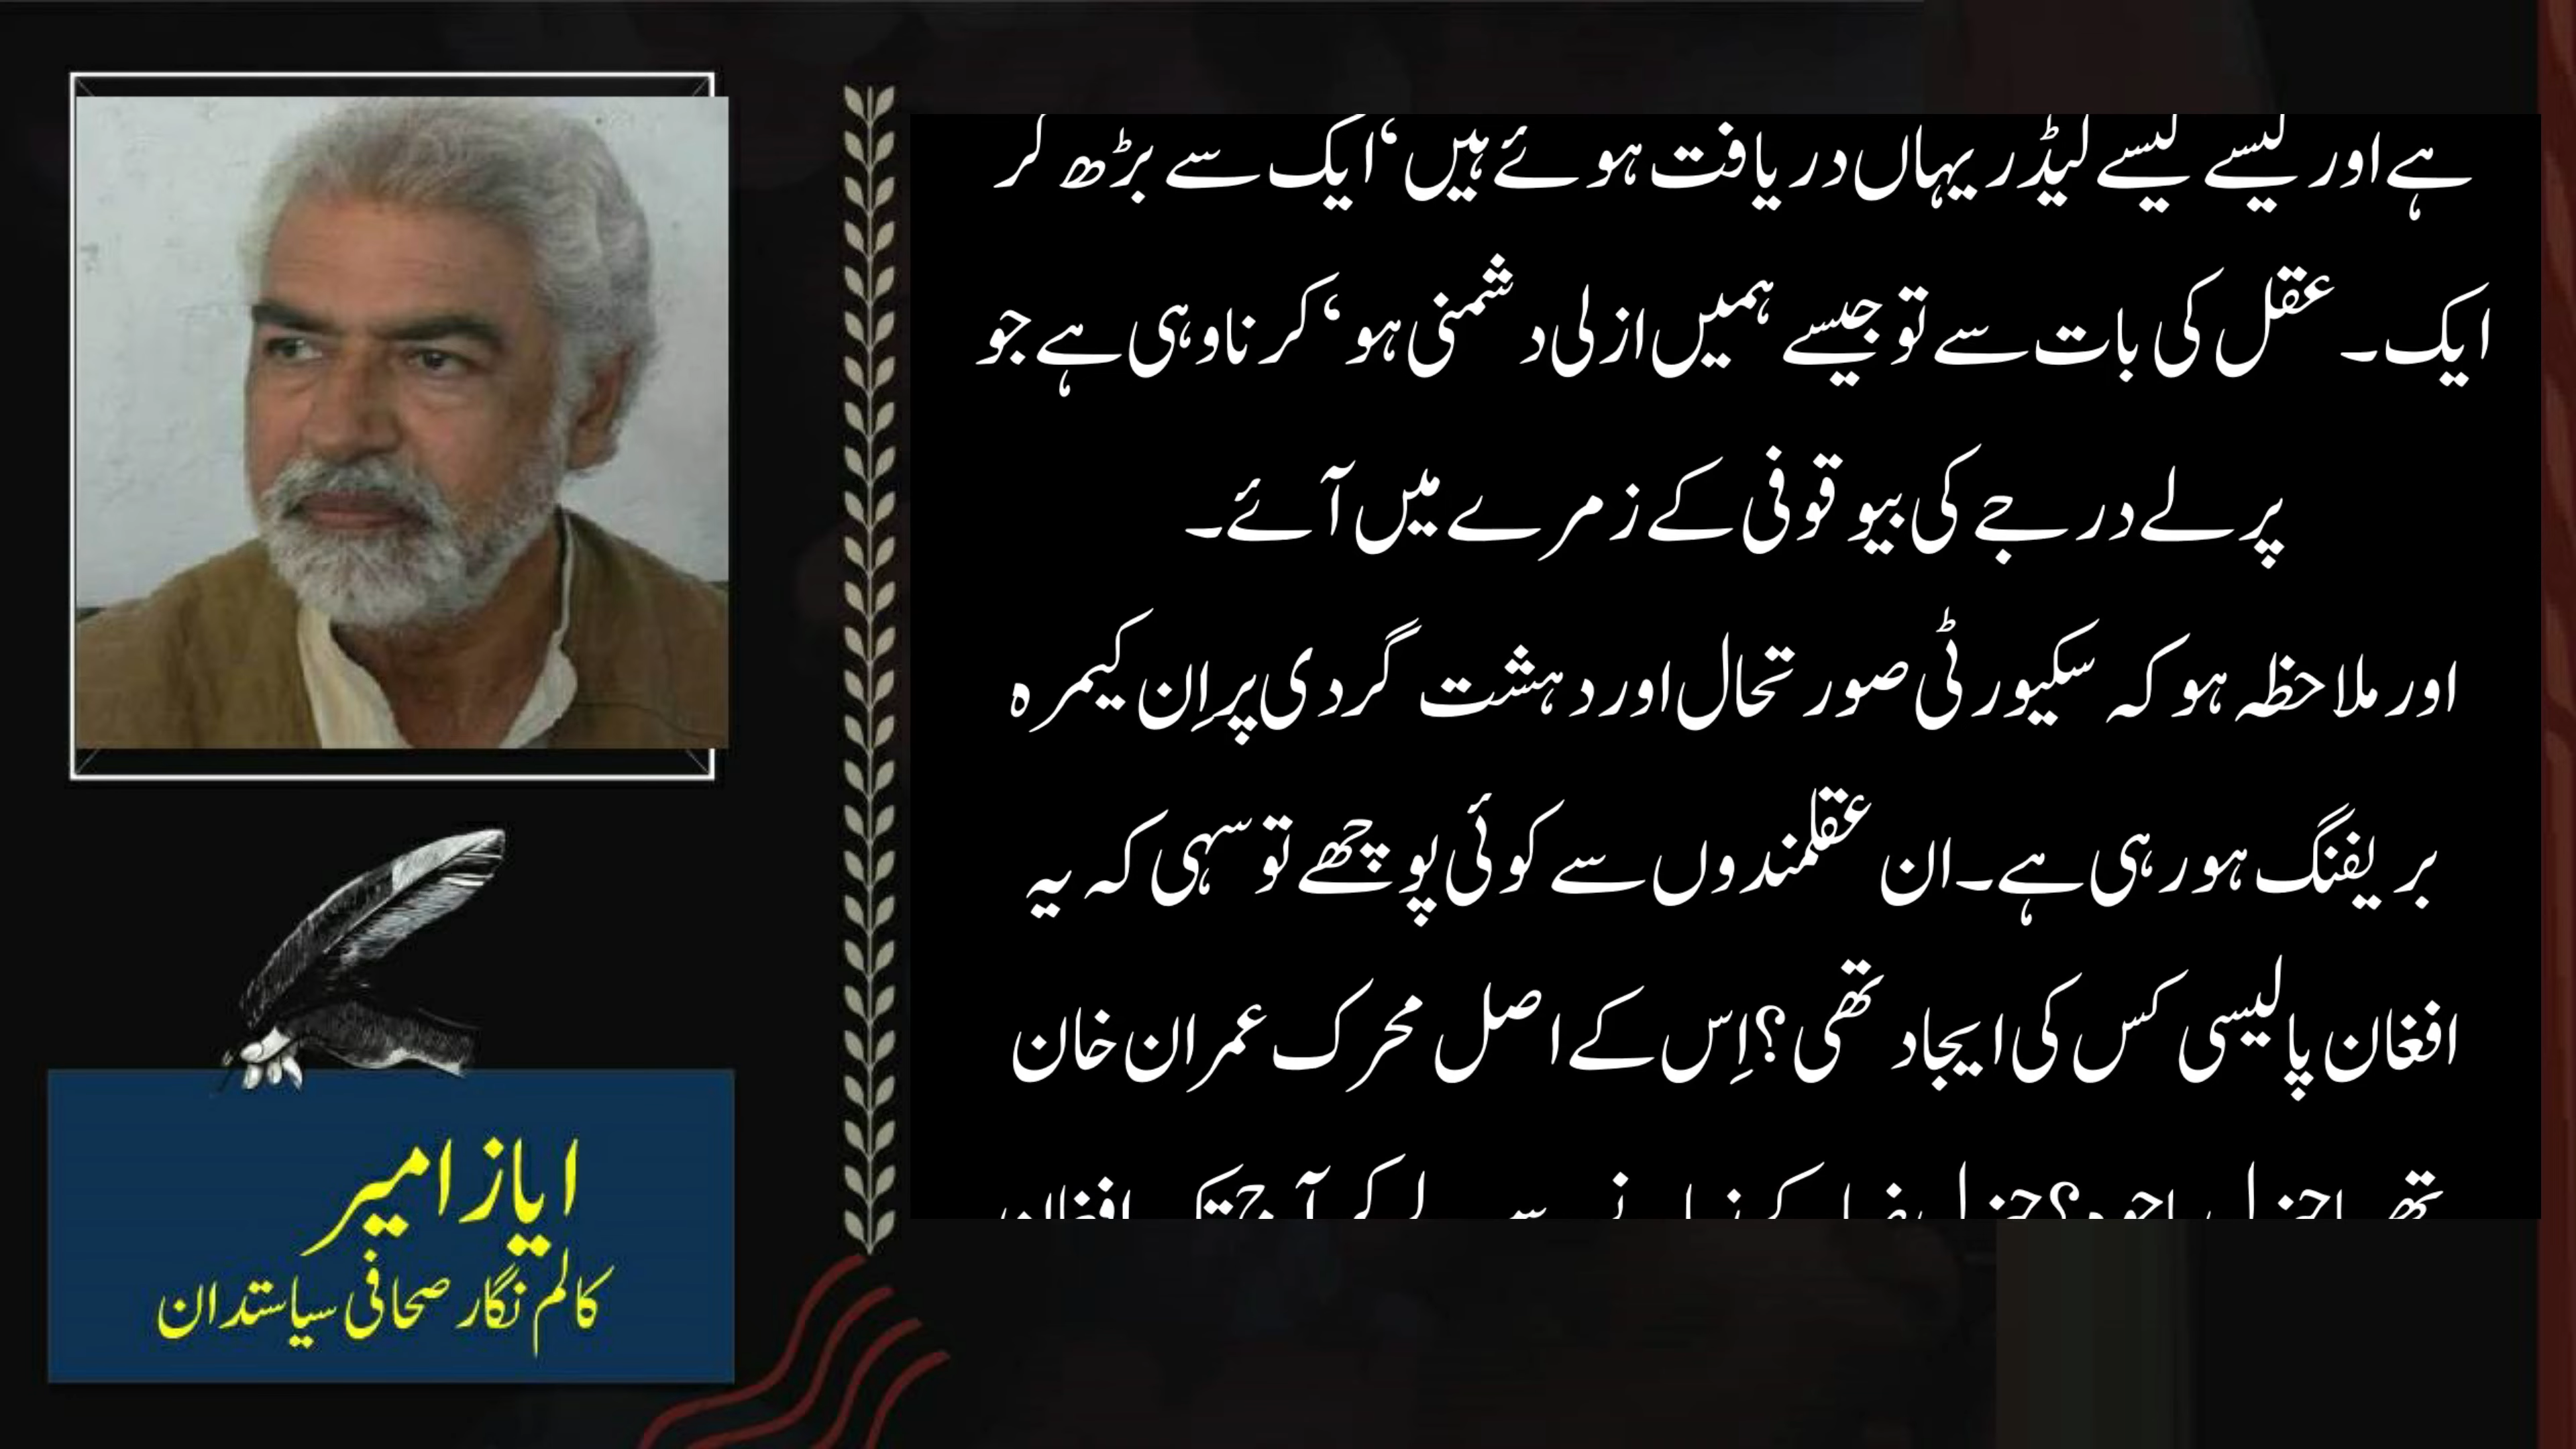 ہے اور کیسے کیسے لیڈر یہاں دریافت ہوئے ہیں‘ ایک سے بڑھ کر
ایک۔ عقل کی بات سے تو جیسے ہمیں ازلی دشمنی ہو‘ کرنا وہی ہے جو
پرلے درجے کی بیوقوفی کے زمرے میں آئے۔
اور ملاحظہ ہو کہ سکیورٹی صورتحال اور دہشت گردی پر اِن کیمرہ
بریفنگ ہو رہی ہے۔ ان عقلمندوں سے کوئی پوچھے تو سہی کہ یہ
افغان پالیسی کس کی ایجاد تھی؟ اِس کے اصل محرک عمران خان
ایاز امیر
کالم نگار صحافی سیاستدان